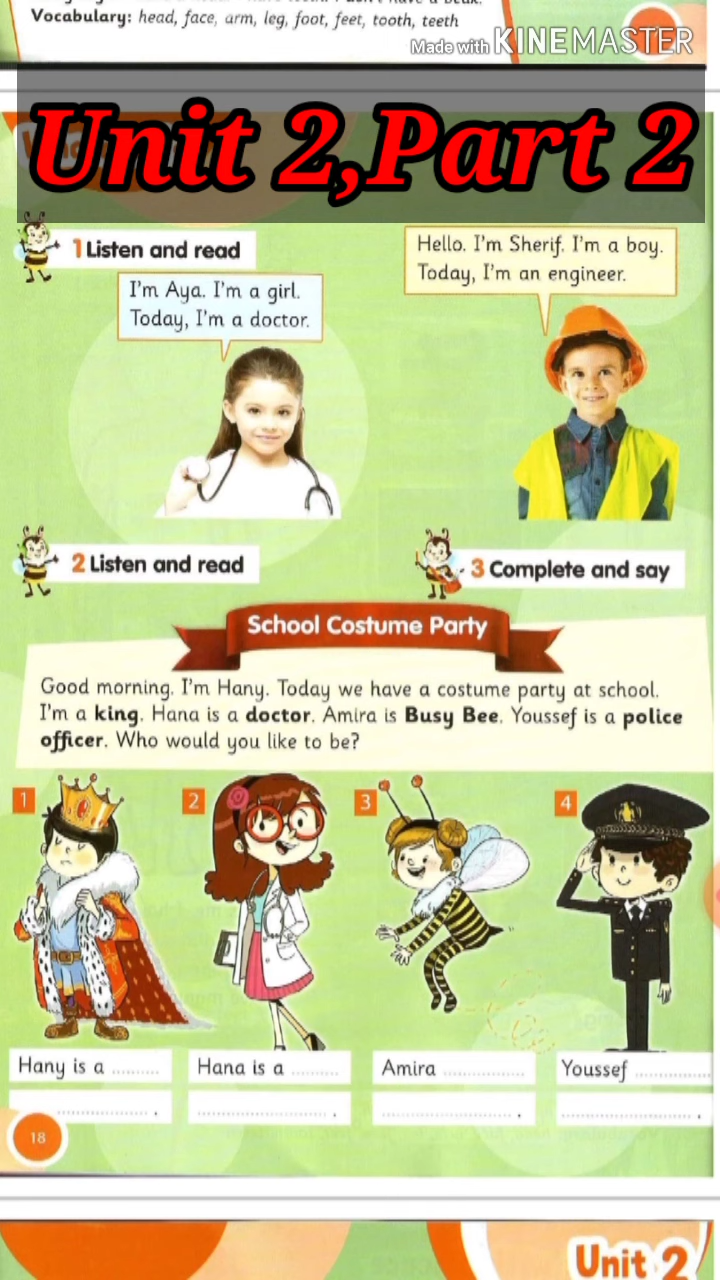 Vocabulary: head, face, arm, leg, foot, feet, tooth, teeth
Made with KINEMASTER
Unit 2,Part 2
1 Listen and read
Hello. I'm Sherif. I'm a boy.
Today, I'm an engineer.
I'm Aya. I'm a girl.
Today, I'm a doctor.
2 Listen and read
3 Complete and say
School Costume Party
Good morning. I'm Hany. Today we have a costume party at school.
I'm a king. Hana is a doctor. Amira is Busy Bee. Youssef is a police
officer. Who would you like to be?
1
2
3
4
Hany is a ..........
.................... .
Hana is a ..........
.................... .
Amira ..................
.................... .
Youssef ..................
.................... .
18
Unit 2